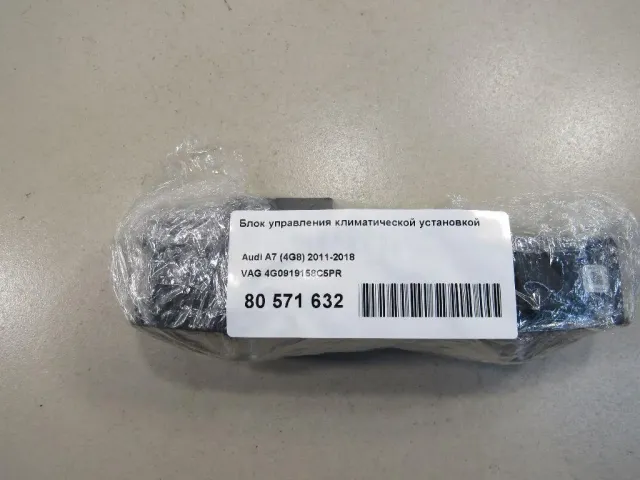 Блок управления климатической установкой
Audi A7 (4G8) 2011-2018
VAG 4G0919158C5PR
80 571 632